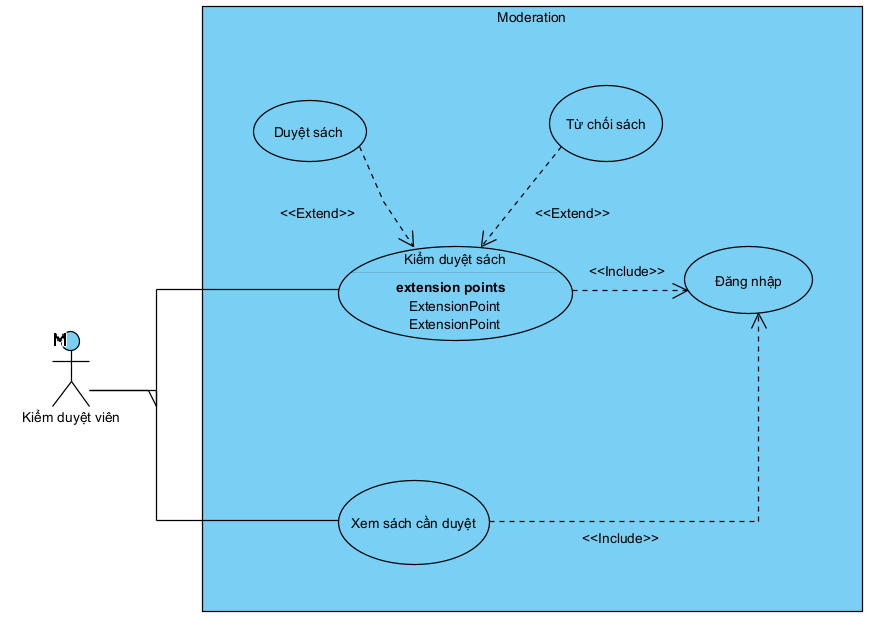 Moderation
Duyệt sách
Từ chối sách
<<Extend>>
<<Extend>>
Kiểm duyệt sách
extension points
ExtensionPoint
ExtensionPoint
<<Include>>
Đăng nhập
M
Kiểm duyệt viên
Xem sách cần duyệt
<<Include>>